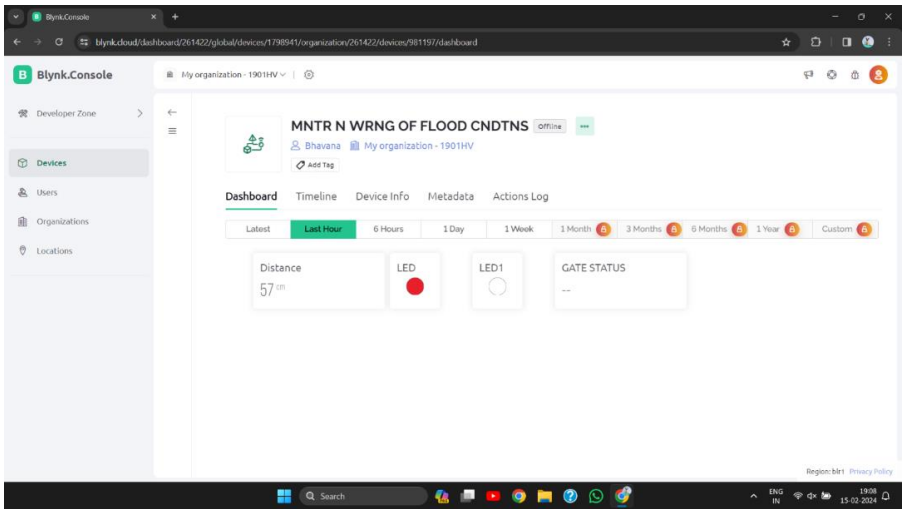 Blynk.Console
blynk.cloud/dashboard/261422/global/devices/1798941/organization/261422/devices/981197/dashboard
B Blynk.Console
My organization - 1901HV
Developer Zone
Devices
Users
Organizations
Locations
MNTR N WRNG OF FLOOD CNDTNS Offline
Bhavana My organization - 1901HV
Add Tag
Dashboard Timeline Device Info Metadata Actions Log
Latest Last Hour 6 Hours 1 Day 1 Week 1 Month 3 Months 6 Months 1 Year Custom
Distance LED LED1 GATE STATUS
57 cm --
Region: blr1 Privacy Policy
Search
ENG 19:08
IN 15-02-2024